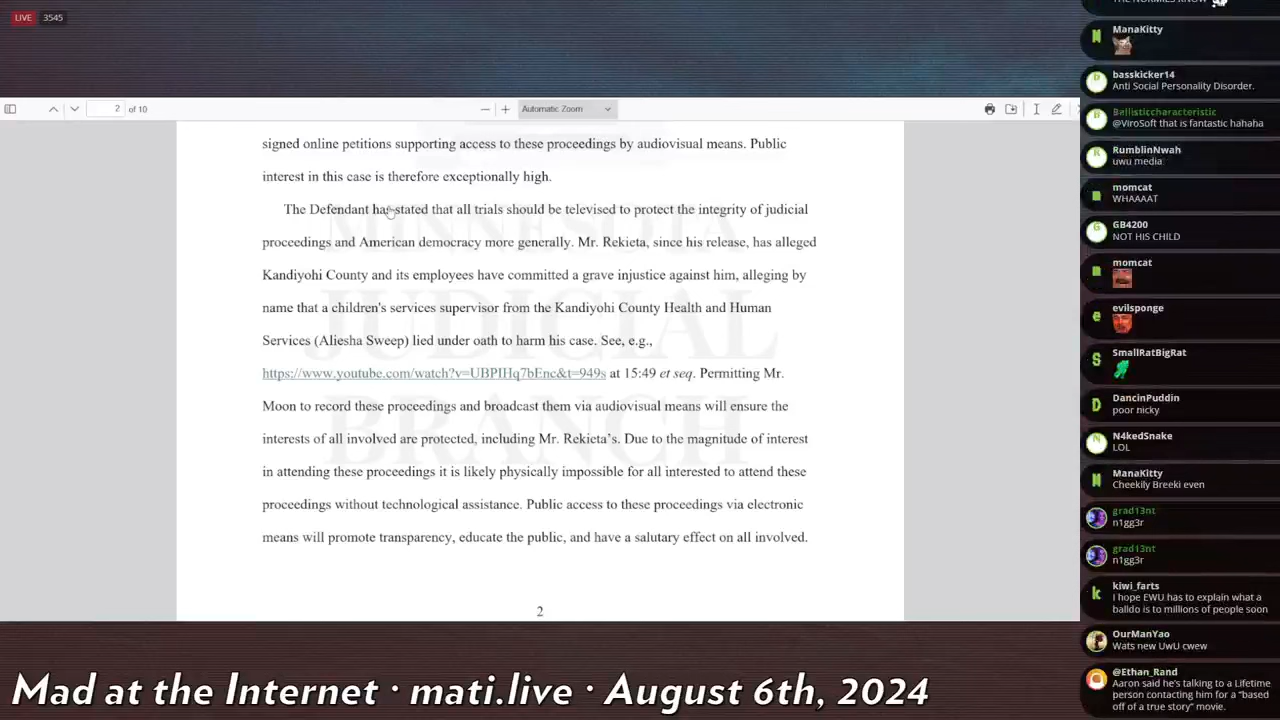 LIVE 3545
2 of 10
Automatic Zoom
signed online petitions supporting access to these proceedings by audiovisual means. Public
interest in this case is therefore exceptionally high.
The Defendant has stated that all trials should be televised to protect the integrity of judicial
proceedings and American democracy more generally. Mr. Rekieta, since his release, has alleged
Kandiyohi County and its employees have committed a grave injustice against him, alleging by
name that a children's services supervisor from the Kandiyohi County Health and Human
Services (Aliesha Sweep) lied under oath to harm his case. See, e.g.,
https://www.youtube.com/watch?v=UBPIHq7bEnc&t=949s at 15:49 et seq. Permitting Mr.
Moon to record these proceedings and broadcast them via audiovisual means will ensure the
interests of all involved are protected, including Mr. Rekieta's. Due to the magnitude of interest
in attending these proceedings it is likely physically impossible for all interested to attend these
proceedings without technological assistance. Public access to these proceedings via electronic
means will promote transparency, educate the public, and have a salutary effect on all involved.
2
MINNESOTA
JUDICIAL
BRANCH
ManaKitty
basskicker14
Anti Social Personality Disorder.
Ballisticcharacteristic
@ViroSoft that is fantastic hahaha
RumblinNwah
uwu media
momcat
WHAAAAT
GB4200
NOT HIS CHILD
momcat
evilsponge
SmallRatBigRat
DancinPuddin
poor nicky
N4kedSnake
LOL
ManaKitty
Cheekily Breeki even
grad13nt
n1gg3r
grad13nt
n1gg3r
kiwi_farts
I hope EWU has to explain what a
balldo is to millions of people soon
OurManYao
Wats new UwU cwew
@Ethan_Rand
Aaron said he's talking to a Lifetime
person contacting him for a "based
off of a true story" movie.
Mad at the Internet · mati.live · August 6th, 2024